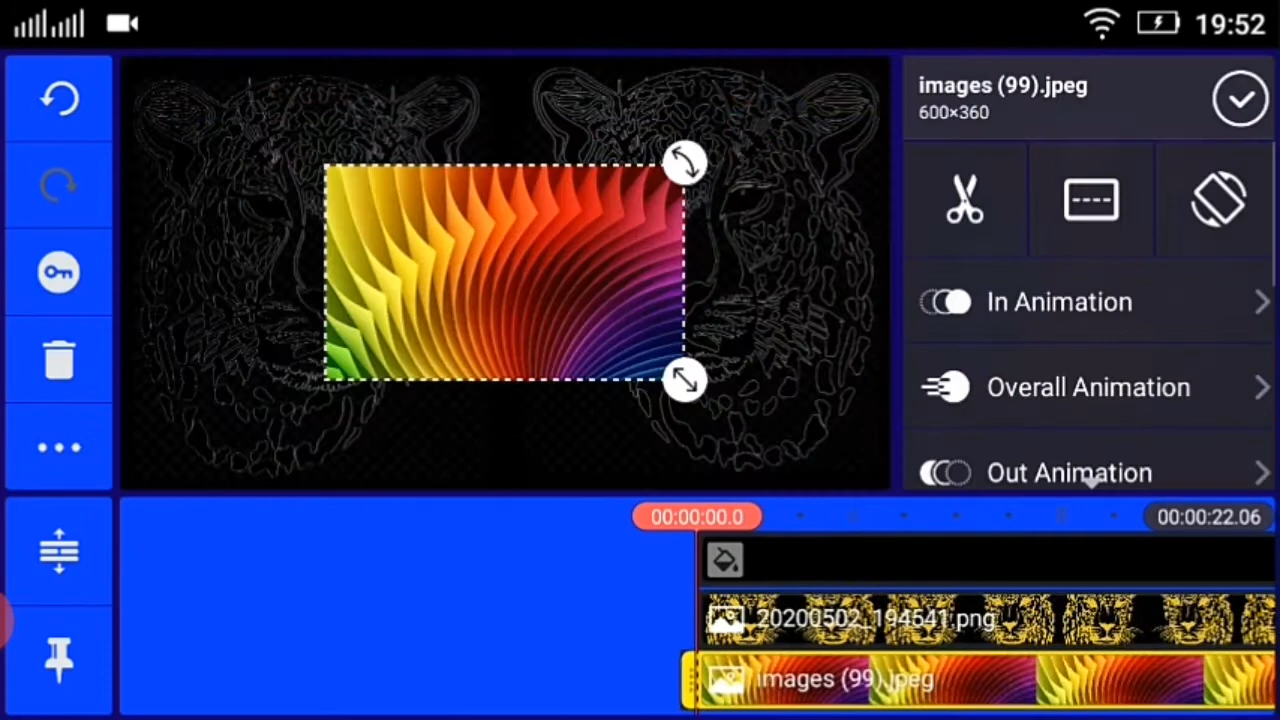 19:52
images (99).jpeg
600×360
In Animation
Overall Animation
Out Animation
00:00:00.0
00:00:22.06
20200502_194541.png
images (99).jpeg